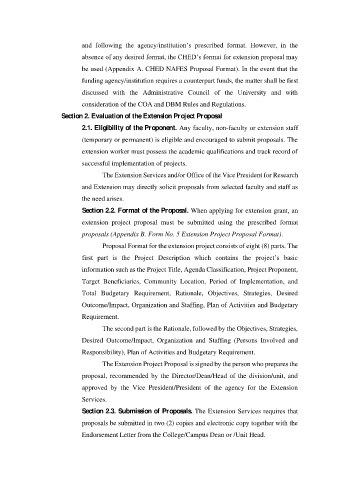 and following the agency/institution's prescribed format. However, in the
absence of any desired format, the CHED's format for extension proposal may
be used (Appendix A. CHED NAFES Proposal Format). In the event that the
funding agency/institution requires a counterpart funds, the matter shall be first
discussed with the Administrative Council of the University and with
consideration of the COA and DBM Rules and Regulations.
Section 2. Evaluation of the Extension Project Proposal
2.1. Eligibility of the Proponent. Any faculty, non-faculty or extension staff
(temporary or permanent) is eligible and encouraged to submit proposals. The
extension worker must possess the academic qualifications and track record of
successful implementation of projects.
The Extension Services and/or Office of the Vice President for Research
and Extension may directly solicit proposals from selected faculty and staff as
the need arises.
Section 2.2. Format of the Proposal. When applying for extension grant, an
extension project proposal must be submitted using the prescribed format
proposals (Appendix B. Form No. 5 Extension Project Proposal Format).
Proposal Format for the extension project consists of eight (8) parts. The
first part is the Project Description which contains the project's basic
information such as the Project Title, Agenda Classification, Project Proponent,
Target Beneficiaries, Community Location, Period of Implementation, and
Total Budgetary Requirement, Rationale, Objectives, Strategies, Desired
Outcome/Impact, Organization and Staffing, Plan of Activities and Budgetary
Requirement.
The second part is the Rationale, followed by the Objectives, Strategies,
Desired Outcome/Impact, Organization and Staffing (Persons Involved and
Responsibility), Plan of Activities and Budgetary Requirement.
The Extension Project Proposal is signed by the person who prepares the
proposal, recommended by the Director/Dean/Head of the division/unit, and
approved by the Vice President/President of the agency for the Extension
Services.
Section 2.3. Submission of Proposals. The Extension Services requires that
proposals be submitted in two (2) copies and electronic copy together with the
Endorsement Letter from the College/Campus Dean or /Unit Head.